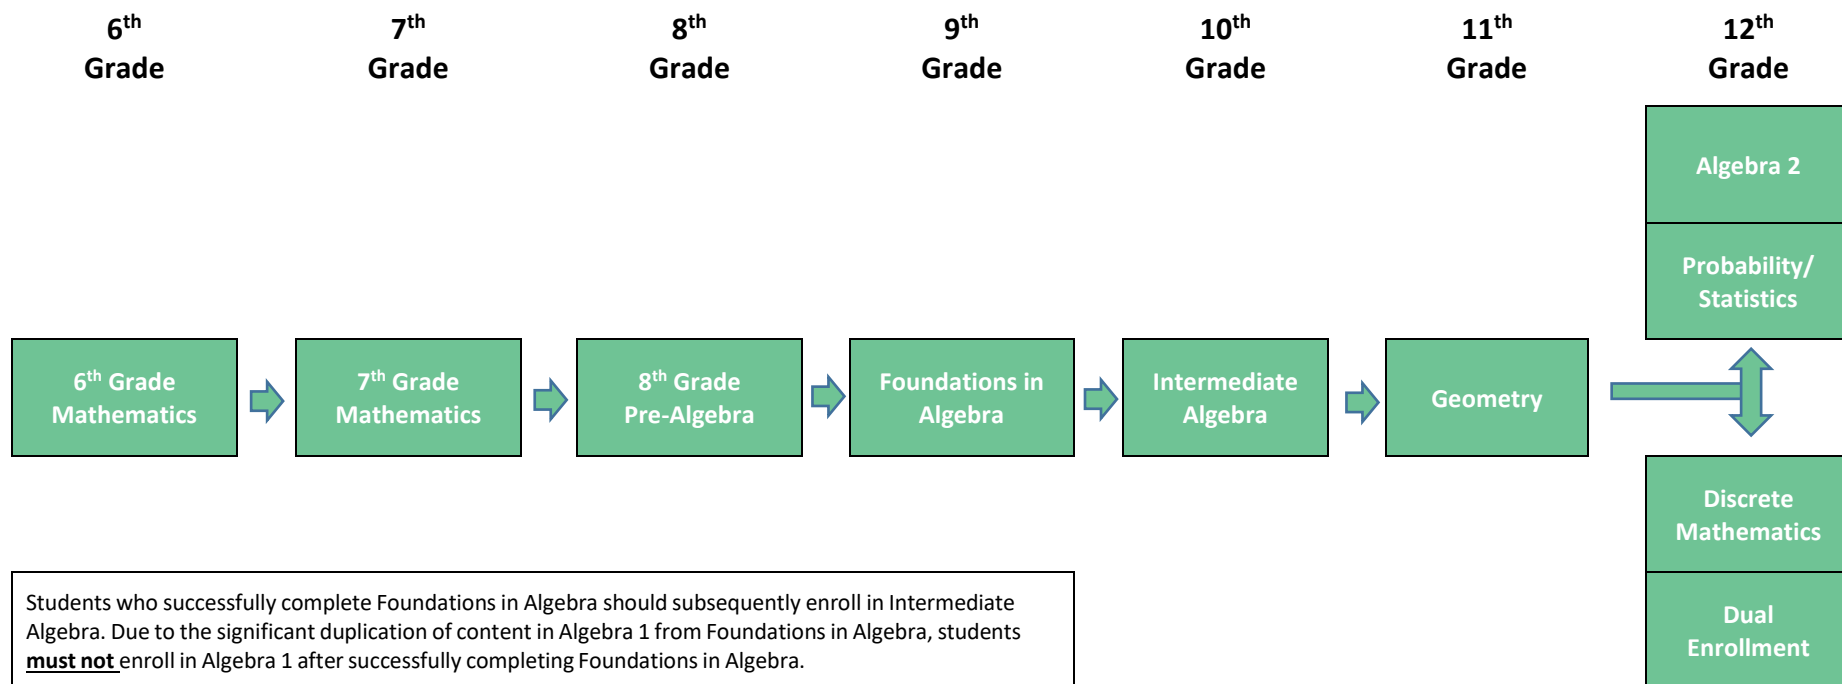 6th Grade
7th Grade
8th Grade
9th Grade
10th Grade
11th Grade
12th Grade
Algebra 2
Probability/
Statistics
6th Grade
Mathematics
7th Grade
Mathematics
8th Grade
Pre-Algebra
Foundations in
Algebra
Intermediate
Algebra
Geometry
Discrete
Mathematics
Dual
Enrollment
Students who successfully complete Foundations in Algebra should subsequently enroll in Intermediate
Algebra. Due to the significant duplication of content in Algebra 1 from Foundations in Algebra, students
must not enroll in Algebra 1 after successfully completing Foundations in Algebra.